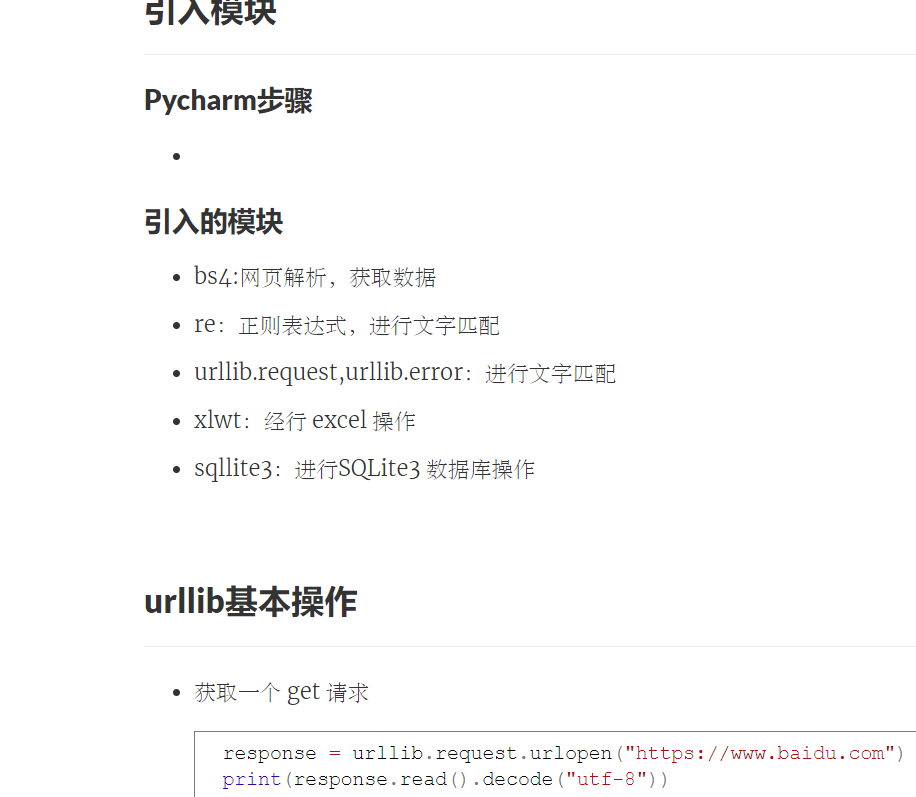 引入模块
Pycharm步骤
引入的模块
bs4:网页解析，获取数据
re：正则表达式，进行文字匹配
urllib.request,urllib.error：进行文字匹配
xlwt：经行 excel 操作
sqllite3：进行SQLite3 数据库操作
urllib基本操作
获取一个 get 请求
response = urllib.request.urlopen("https://www.baidu.com")
print(response.read().decode("utf-8"))